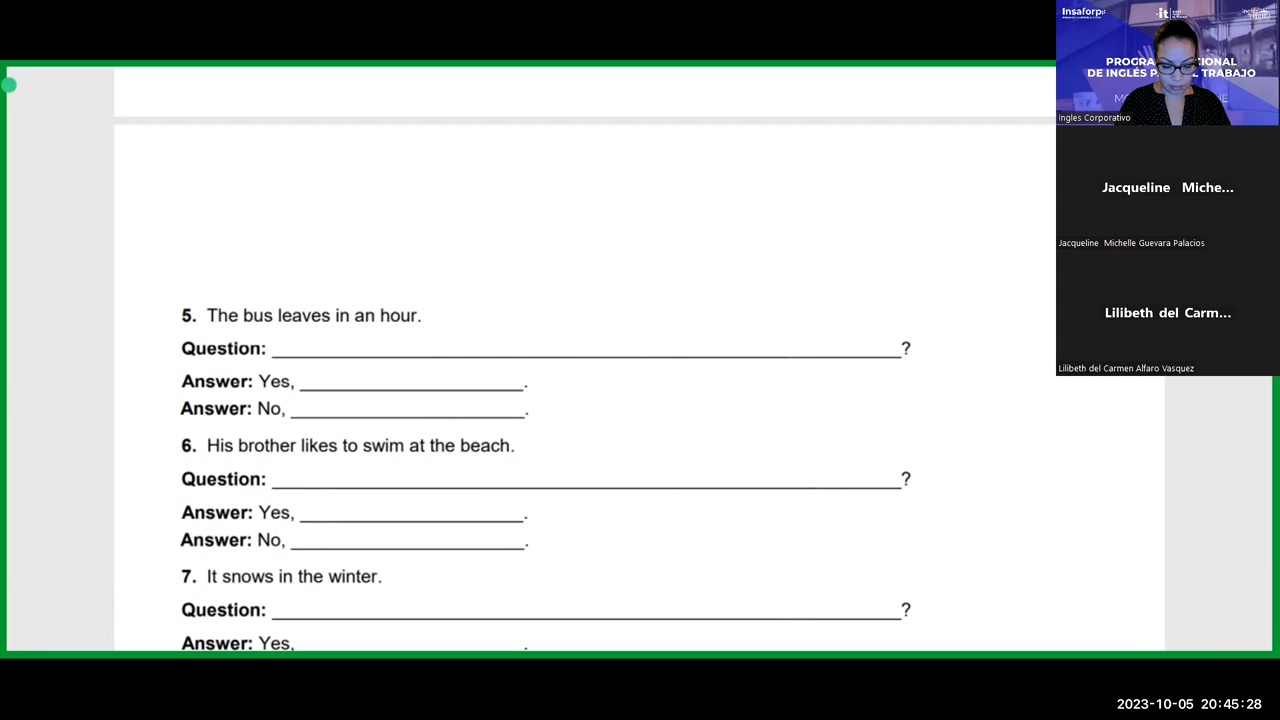 5. The bus leaves in an hour.
Question: ?
Answer: Yes, .
Answer: No, .
6. His brother likes to swim at the beach.
Question: ?
Answer: Yes, .
Answer: No, .
7. It snows in the winter.
Question: ?
Answer: Yes, .
Insaforp
Ingles Corporativo
Jacqueline Miche...
Jacqueline Michelle Guevara Palacios
Lilibeth del Carm...
Lilibeth del Carmen Alfaro Vasquez
2023-10-05 20:45:28